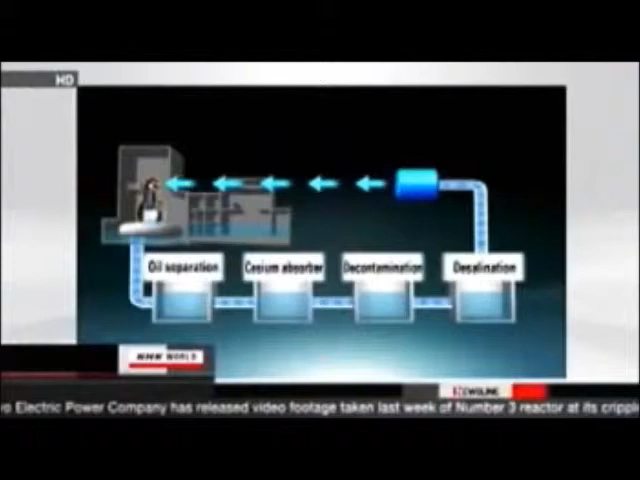 HD
Oil separation
Cesium absorber
Decontamination
Desalination
NHK WORLD
NEWSLINE
o Electric Power Company has released video footage taken last week of Number 3 reactor at its cripple